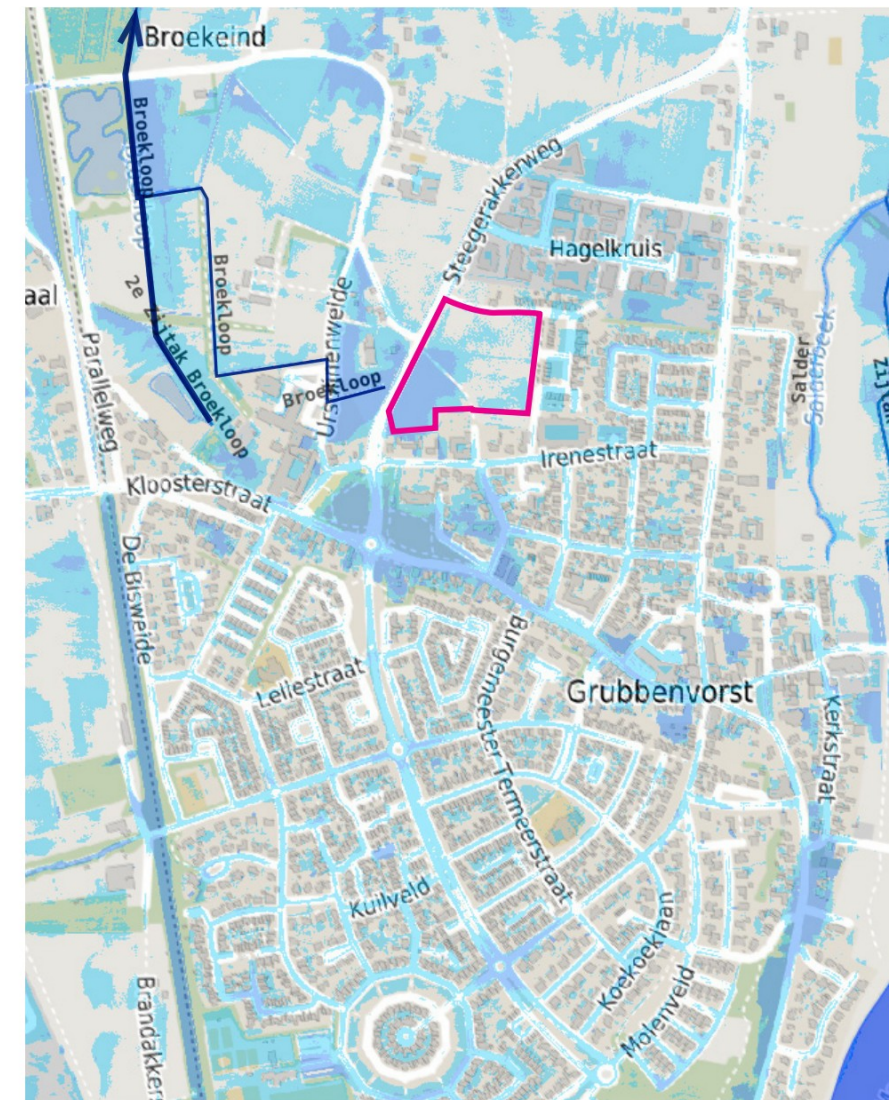 Broekeind
Broekloop
Steegerakkerweg
Hagelkruis
Broekloop
2e Zijtak Broekloop
aal
Parallelweg
Ursulinenweide
Broekloop
Salder
Salderbeek
Irenestraat
Kloosterstraat
De Bisweide
Leliestraat
Burgemeester Termeerstraat
Grubbenvorst
Kerkstraat
Kuilveld
Koekoeklaan
Molenveld
Brandakker